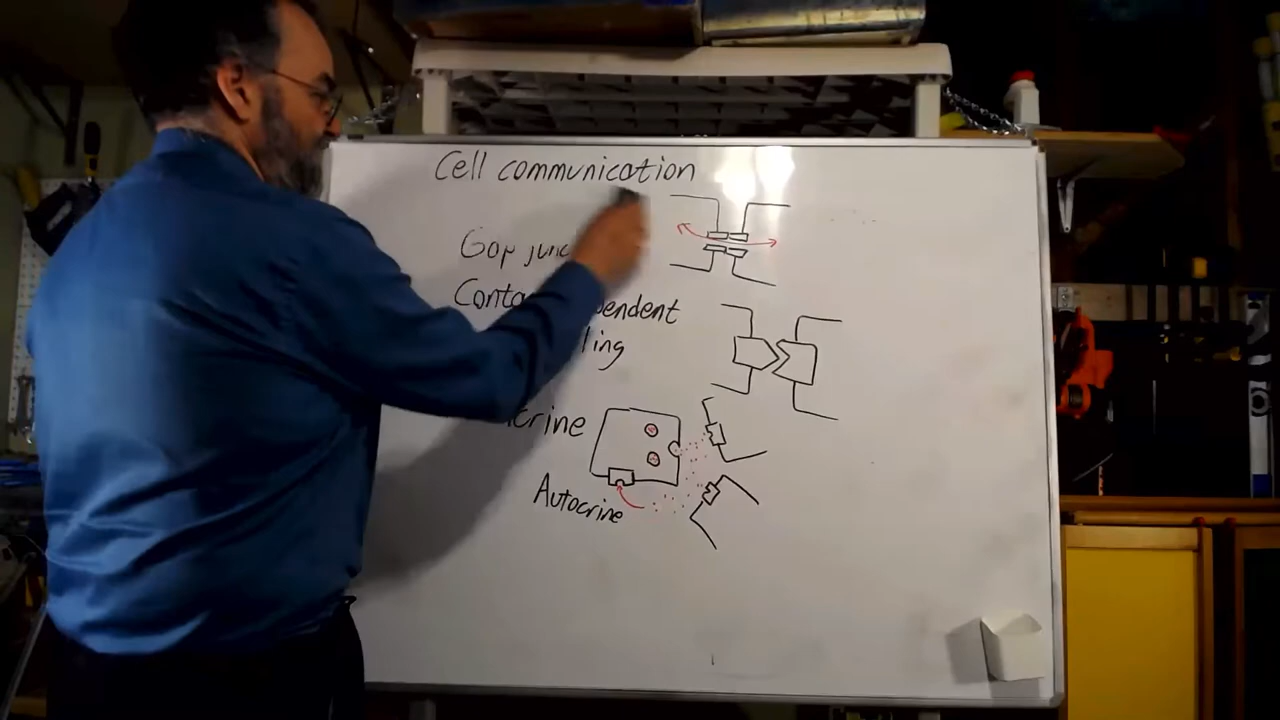 Cell communication
Gap junc
Conta pendent
ling
crine
Autocrine